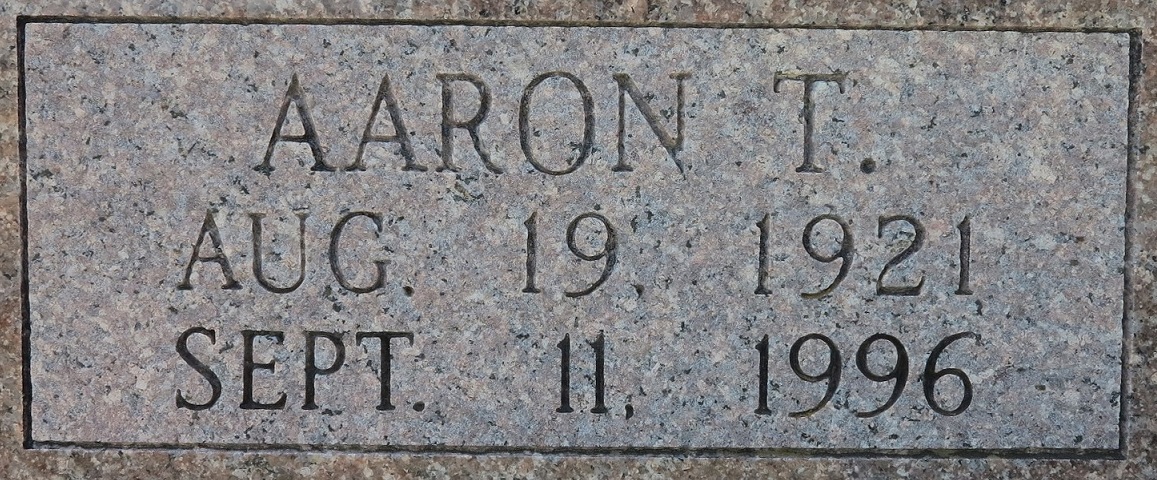 AARON T.
AUG. 19, 1921
SEPT. 11, 1996